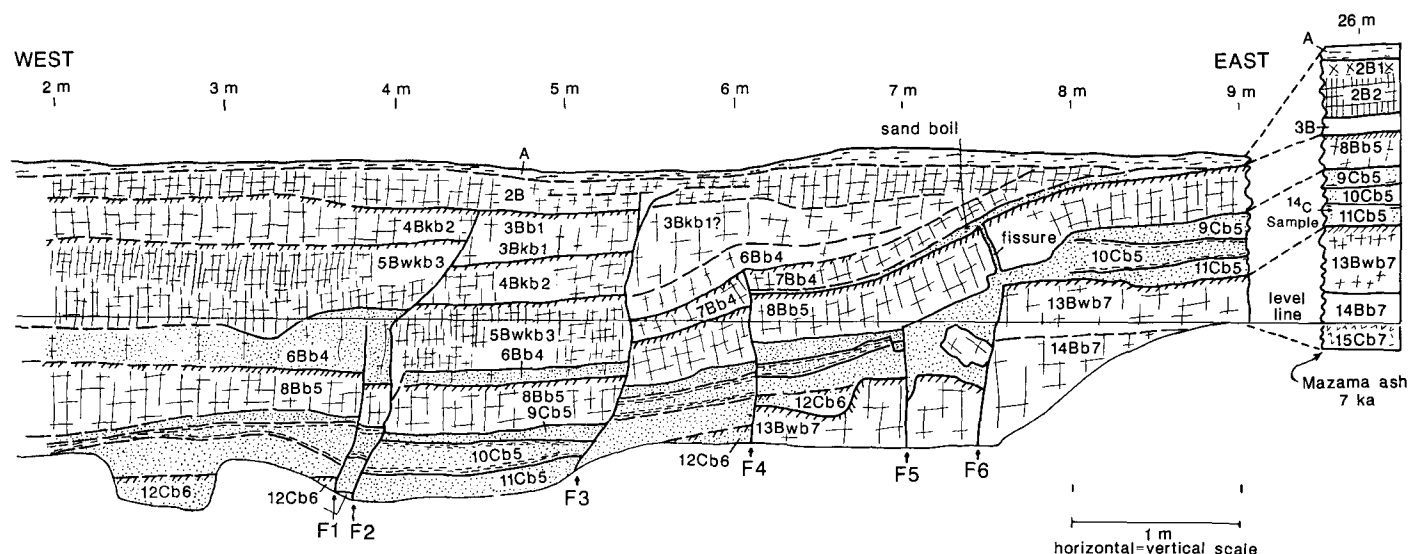 26 m
WEST
EAST
A
2 m
3 m
4 m
5 m
6 m
7 m
8 m
9 m
2B1
2B2
sand boil
3B
A
8Bb5
2B
9Cb5
4Bkb2
3Bb1
3Bkb1?
10Cb5
14C
Sample
11Cb5
3Bkb1
fissure
9Cb5
5Bwkb3
6Bb4
10Cb5
13Bwb7
4Bkb2
7Bb4
11Cb5
7Bb4
8Bb5
13Bwb7
level
line
14Bb7
5Bwkb3
6Bb4
14Bb7
15Cb7
6Bb4
8Bb5
8Bb5
9Cb5
12Cb6
Mazama ash
7 ka
13Bwb7
10Cb5
12Cb6
11Cb5
12Cb6
12Cb6
F1
F2
F3
F4
F5
F6
1 m
horizontal=vertical scale